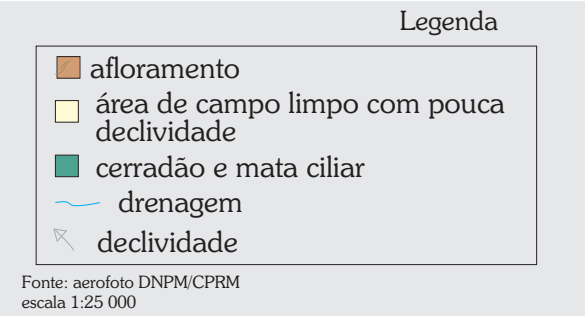 Legenda
afloramento
área de campo limpo com pouca
declividade
cerradão e mata ciliar
drenagem
declividade
Fonte: aerofoto DNPM/CPRM
escala 1:25 000